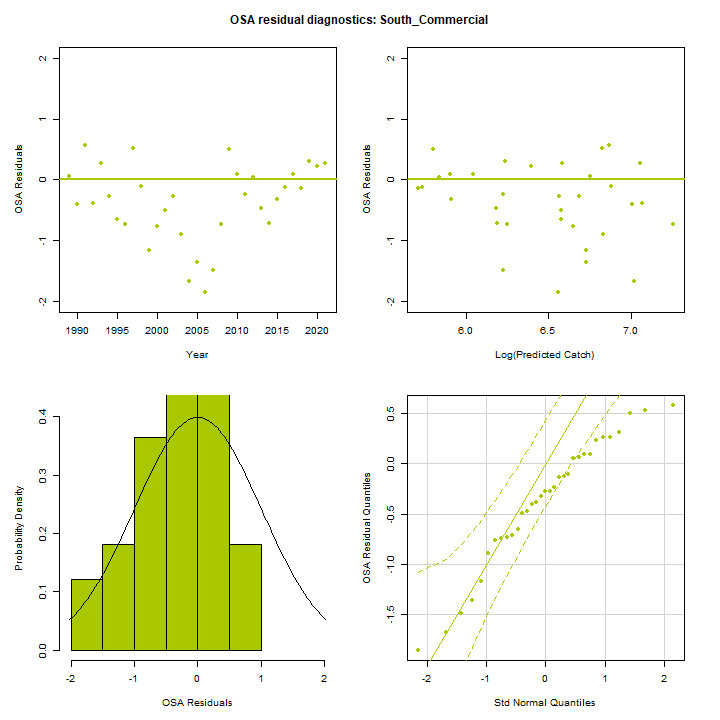 OSA residual diagnostics: South_Commercial
2
1
0
-1
-2
OSA Residuals
1990 1995 2000 2005 2010 2015 2020
Year
2
1
0
-1
-2
OSA Residuals
6.0 6.5 7.0
Log(Predicted Catch)
0.4
0.3
0.2
0.1
0.0
Probability Density
-2 -1 0 1 2
OSA Residuals
0.5
0.0
-0.5
-1.0
-1.5
OSA Residual Quantiles
-2 -1 0 1 2
Std Normal Quantiles